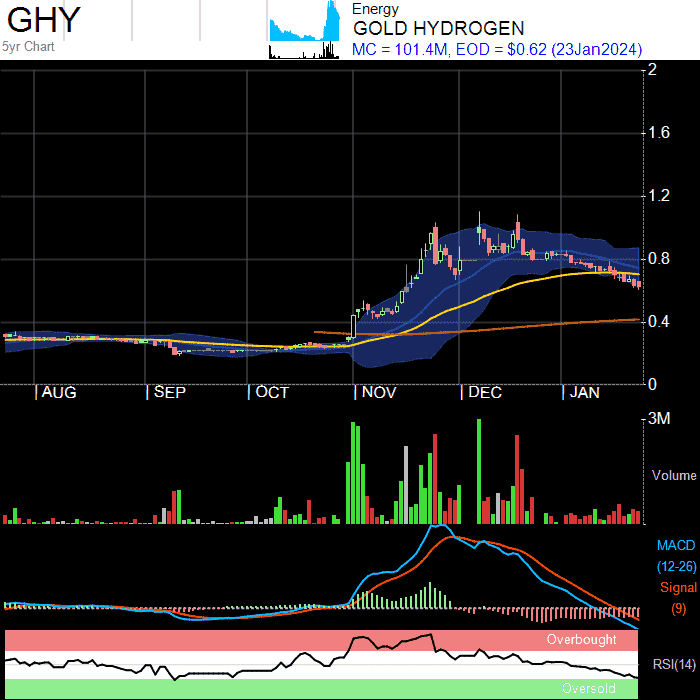 GHY
5yr Chart
Energy
GOLD HYDROGEN
MC = 101.4M, EOD = $0.62 (23Jan2024)
2
1.6
1.2
0.8
0.4
0
| AUG | SEP | OCT | NOV | DEC | JAN
3M
Volume
MACD
(12-26)
Signal
(9)
Overbought
RSI(14)
Oversold